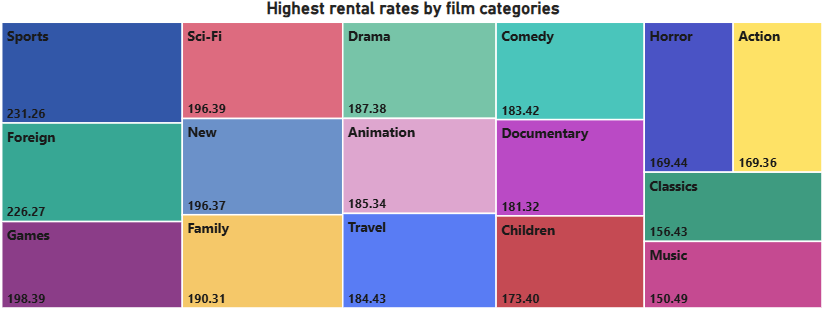 Highest rental rates by film categories
Sports
231.26
Foreign
226.27
Games
198.39
Sci-Fi
196.39
New
196.37
Family
190.31
Drama
187.38
Animation
185.34
Travel
184.43
Comedy
183.42
Documentary
181.32
Children
173.40
Horror
169.44
Action
169.36
Classics
156.43
Music
150.49